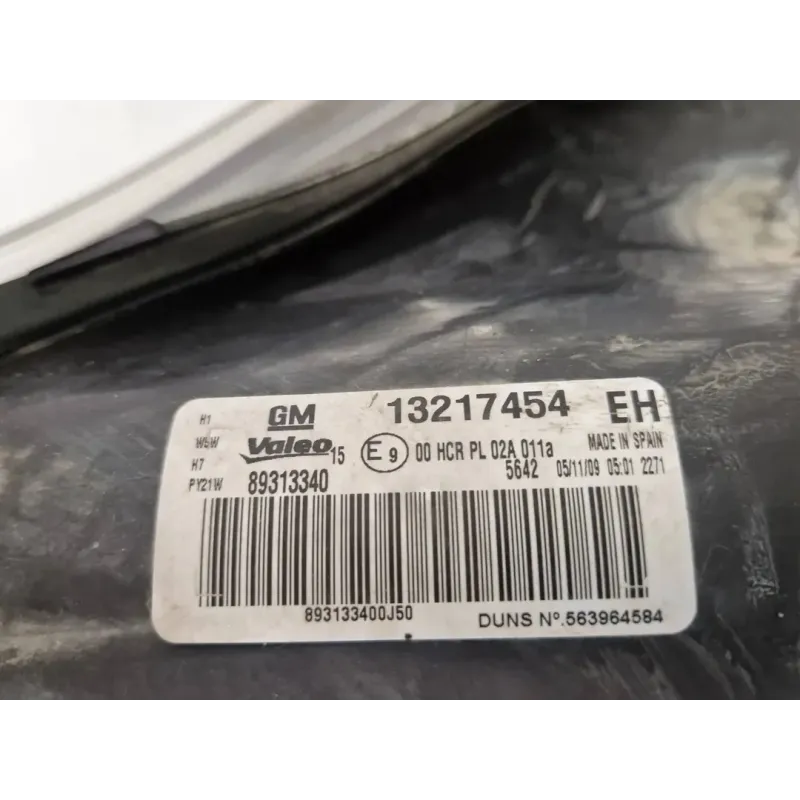 H1 GM 13217454 EH
W5W Valeo 15 E 9 00 HCR PL 02A 011a MADE IN SPAIN
H7 5642 05/11/09 05:01 2271
PY21W 89313340
893133400J50 DUNS Nº.563964584